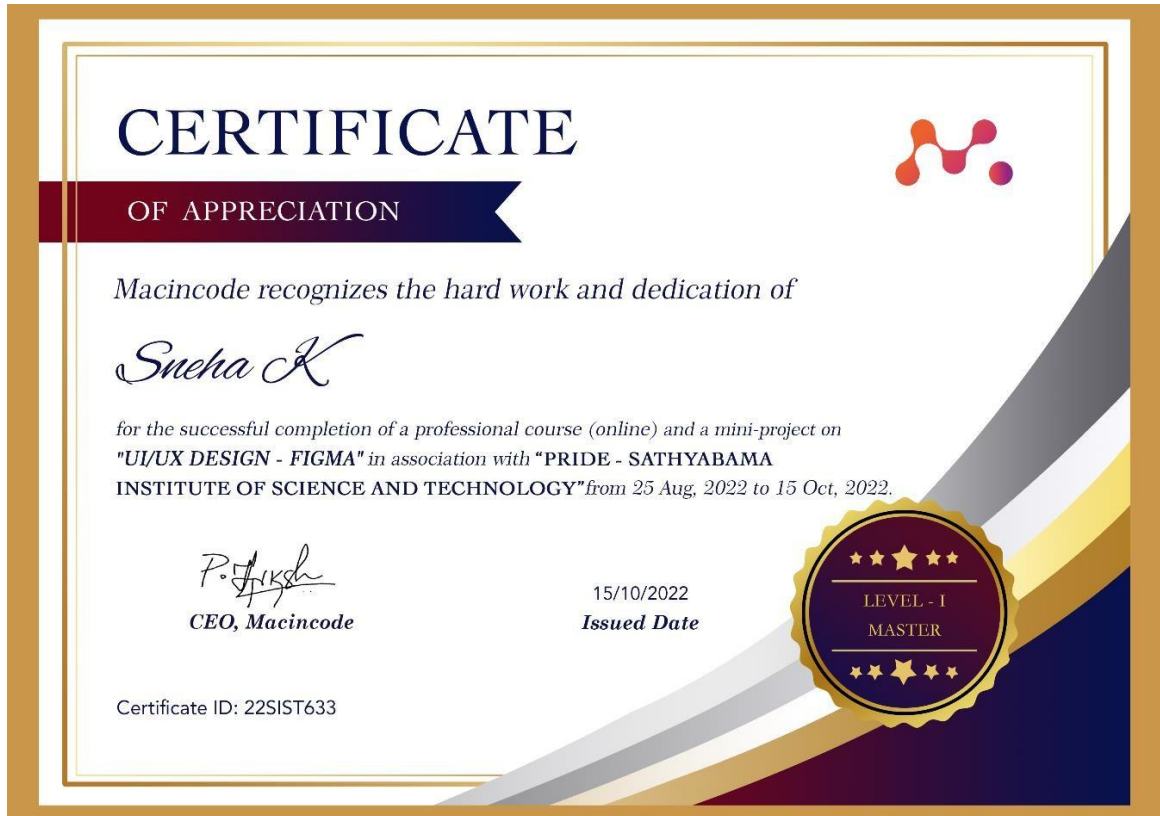 CERTIFICATE
OF APPRECIATION
Macincode recognizes the hard work and dedication of
Sneha K
for the successful completion of a professional course (online) and a mini-project on
"UI/UX DESIGN - FIGMA" in association with “PRIDE - SATHYABAMA
INSTITUTE OF SCIENCE AND TECHNOLOGY” from 25 Aug, 2022 to 15 Oct, 2022.
CEO, Macincode
15/10/2022
Issued Date
LEVEL - I
MASTER
Certificate ID: 22SIST633